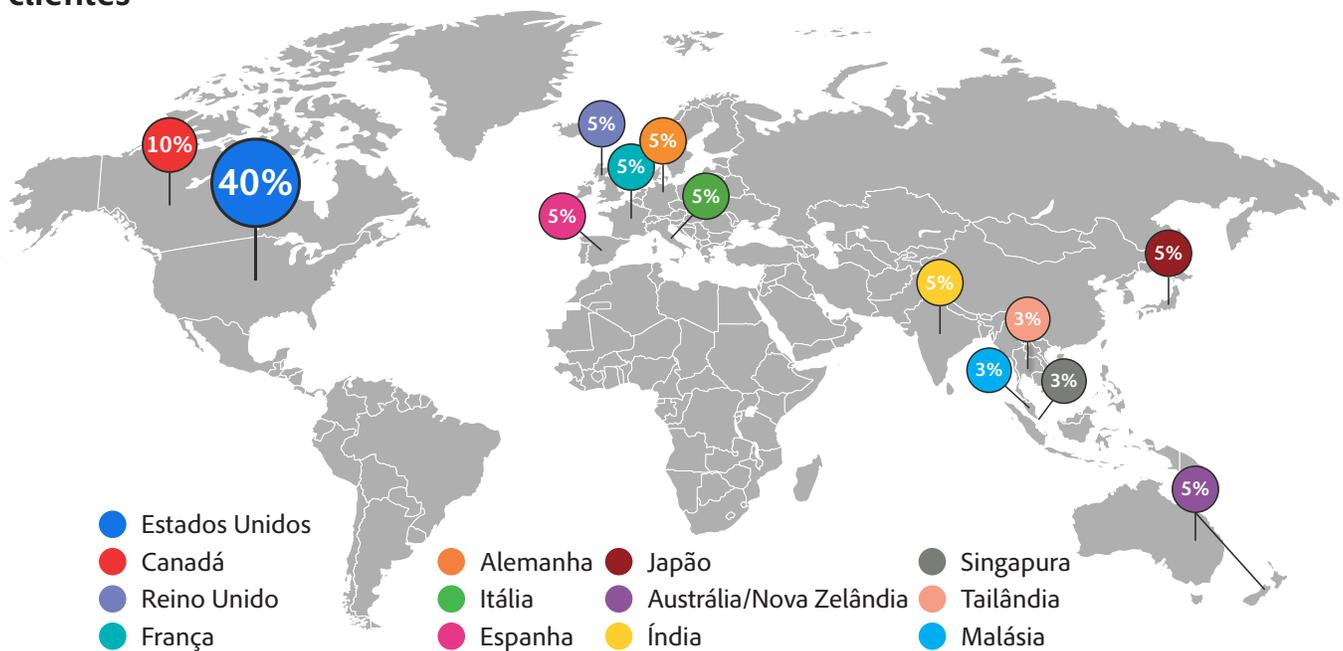 clientes
10%
40%
5%
5%
5%
5%
5%
5%
5%
3%
3%
3%
5%
Estados Unidos
Canadá
Reino Unido
França
Alemanha
Itália
Espanha
Japão
Austrália/Nova Zelândia
Índia
Singapura
Tailândia
Malásia